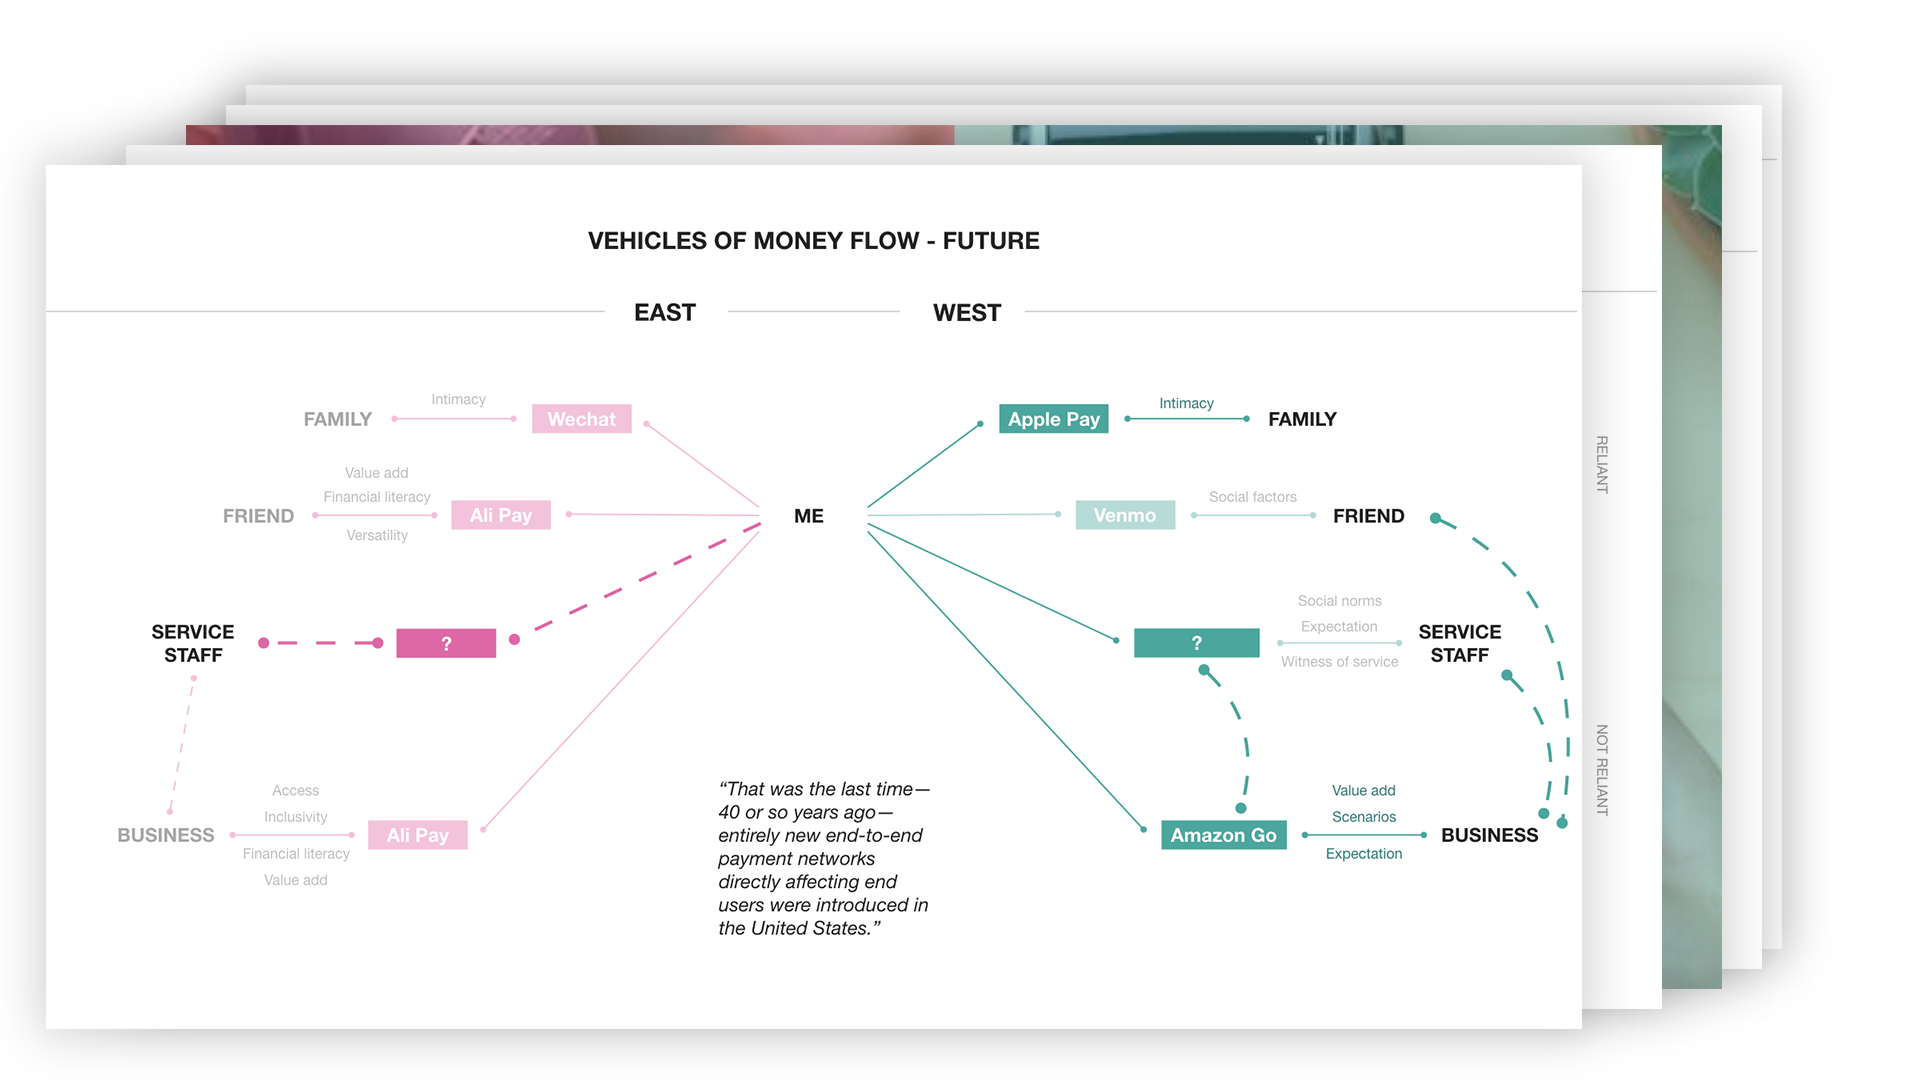 VEHICLES OF MONEY FLOW - FUTURE
EAST
WEST
FAMILY
Intimacy
Wechat
Value add
Financial literacy
FRIEND
Ali Pay
Versatility
SERVICE
STAFF
?
Access
Inclusivity
BUSINESS
Ali Pay
Financial literacy
Value add
ME
“That was the last time—
40 or so years ago—
entirely new end-to-end
payment networks
directly affecting end
users were introduced in
the United States.”
Apple Pay
Intimacy
FAMILY
Venmo
Social factors
FRIEND
?
Social norms
Expectation
Witness of service
SERVICE
STAFF
Amazon Go
Value add
Scenarios
Expectation
BUSINESS
RELIANT
NOT RELIANT